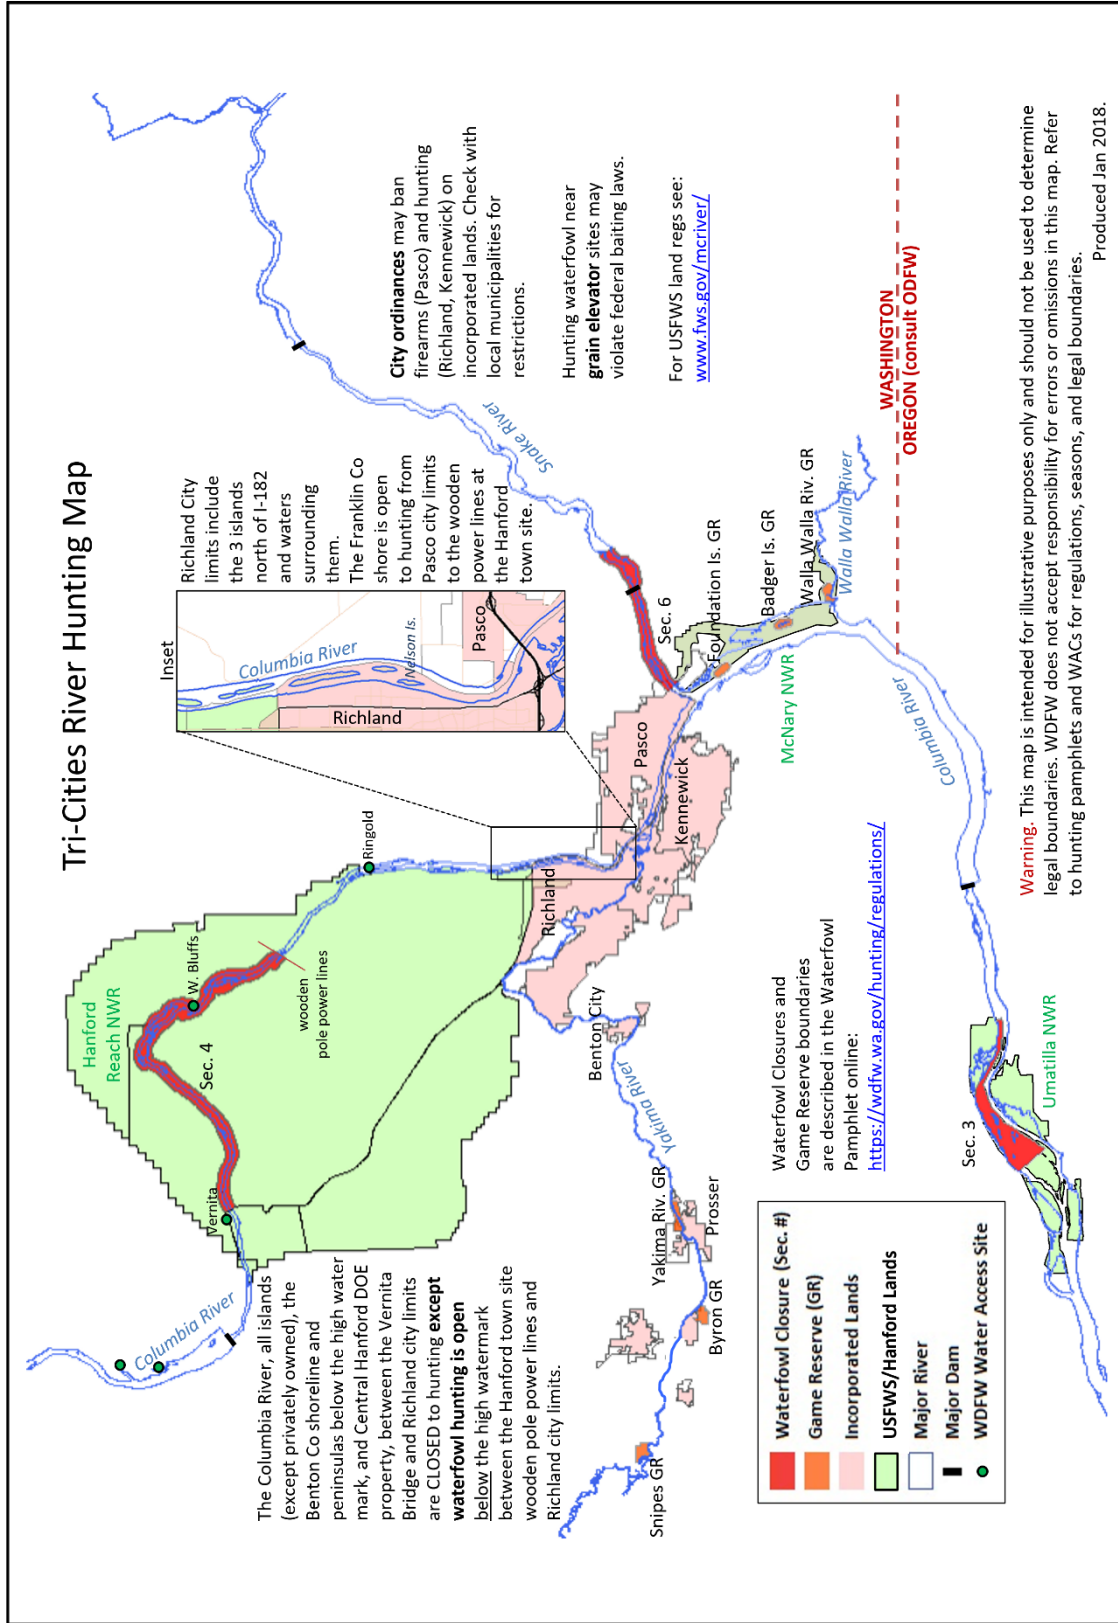 Tri-Cities River Hunting Map
The Columbia River, all islands
(except privately owned), the
Benton Co shoreline and
peninsulas below the high water
mark, and Central Hanford DOE
property, between the Vernita
Bridge and Richland city limits
are CLOSED to hunting except
waterfowl hunting is open
below the high watermark
between the Hanford town site
wooden pole power lines and
Richland city limits.
Columbia River
Vernita
Hanford
Reach NWR
Sec. 4
W. Bluffs
wooden
pole power lines
Ringold
Inset
Columbia River
Nelson Is.
Richland
Pasco
Richland City
limits include
the 3 islands
north of I-182
and waters
surrounding
them.
The Franklin Co
shore is open
to hunting from
Pasco city limits
to the wooden
power lines at
the Hanford
town site.
City ordinances may ban
firearms (Pasco) and hunting
(Richland, Kennewick) on
incorporated lands. Check with
local municipalities for
restrictions.
Hunting waterfowl near
grain elevator sites may
violate federal baiting laws.
For USFWS land regs see:
www.fws.gov/mcriver/
Snake River
Sec. 6
Richland
Pasco
Kennewick
Benton City
Yakima River
Yakima Riv. GR
Prosser
Byron GR
Snipes GR
Foundation Is. GR
Badger Is. GR
Walla Walla Riv. GR
Walla Walla River
McNary NWR
Columbia River
WASHINGTON
OREGON (consult ODFW)
Waterfowl Closures and
Game Reserve boundaries
are described in the Waterfowl
Pamphlet online:
https://wdfw.wa.gov/hunting/regulations/
Sec. 3
Umatilla NWR
Waterfowl Closure (Sec. #)
Game Reserve (GR)
Incorporated Lands
USFWS/Hanford Lands
Major River
Major Dam
WDFW Water Access Site
Warning. This map is intended for illustrative purposes only and should not be used to determine
legal boundaries. WDFW does not accept responsibility for errors or omissions in this map. Refer
to hunting pamphlets and WACs for regulations, seasons, and legal boundaries.
Produced Jan 2018.